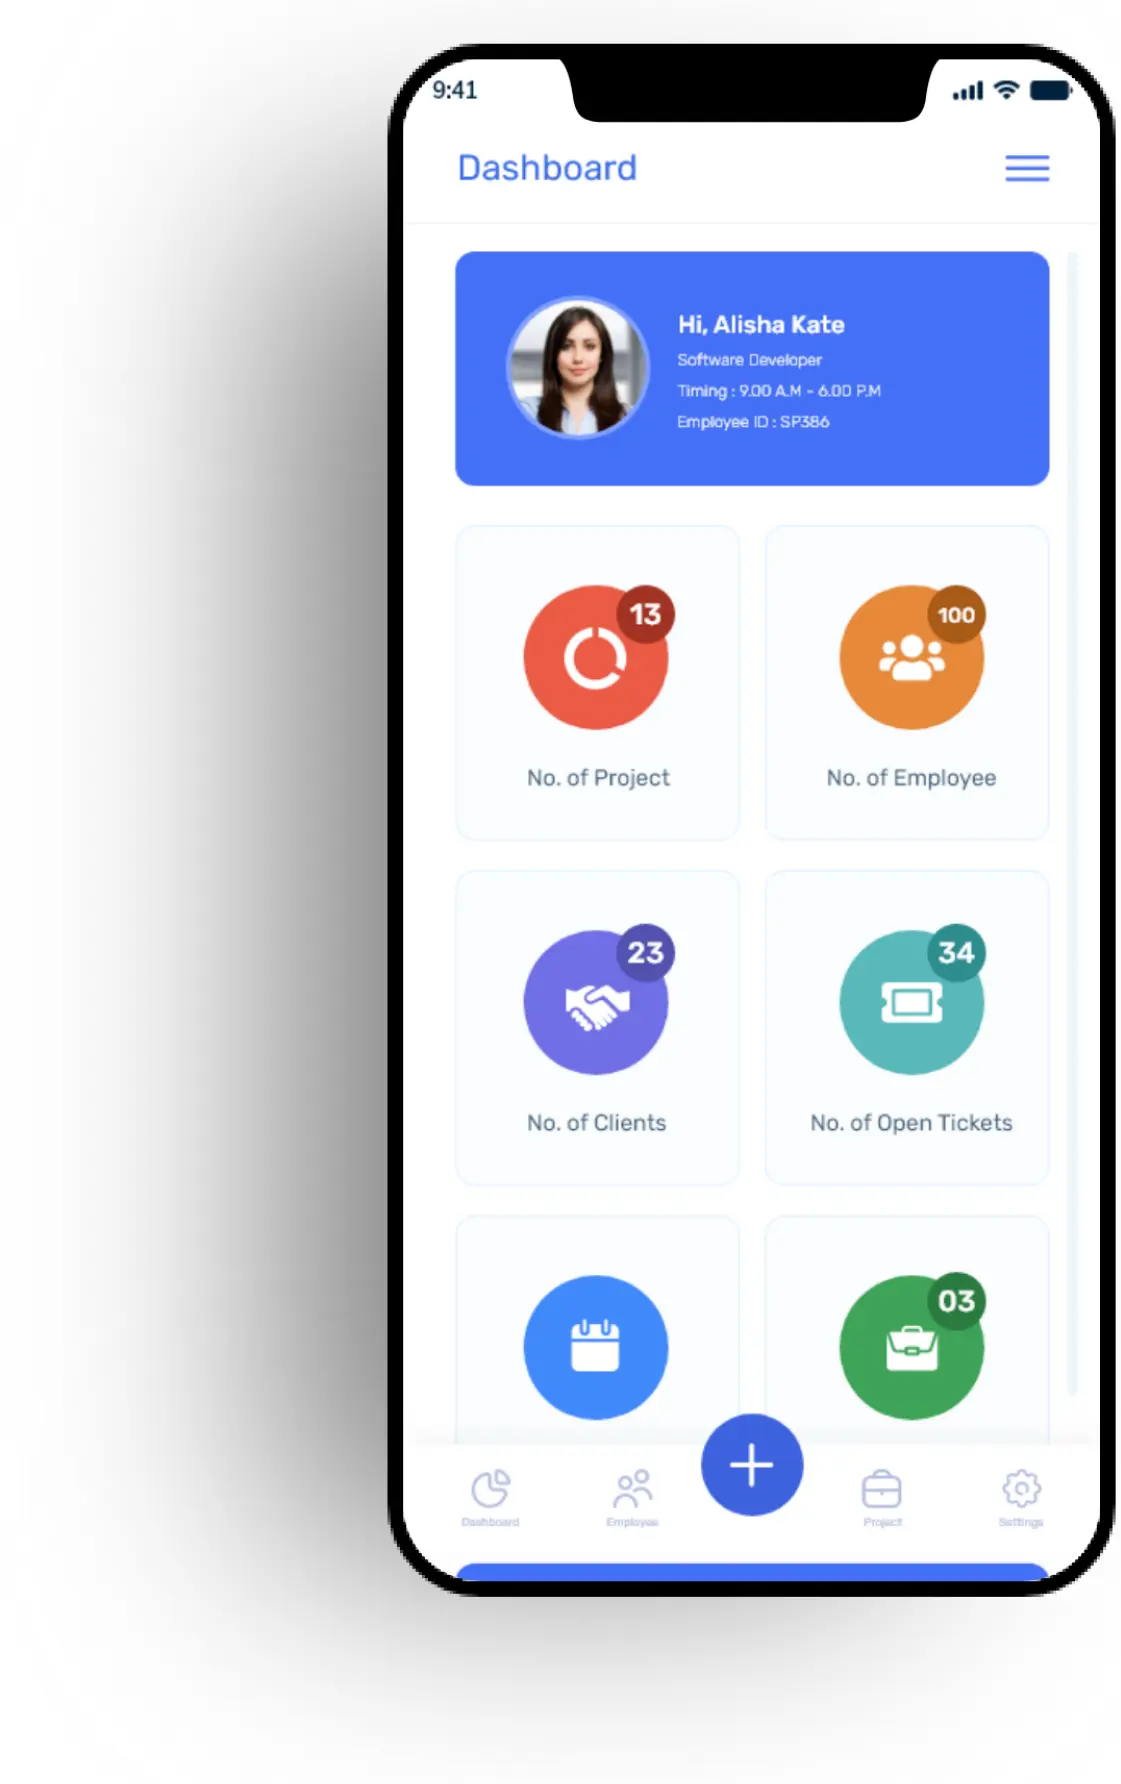 9:41
Dashboard
Hi, Alisha Kate
Software Developer
Timing : 9.00 A.M - 6.00 P.M
Employee ID : SP386
13
100
No. of Project
No. of Employee
23
34
No. of Clients
No. of Open Tickets
03
Dashboard
Employee
Project
Settings